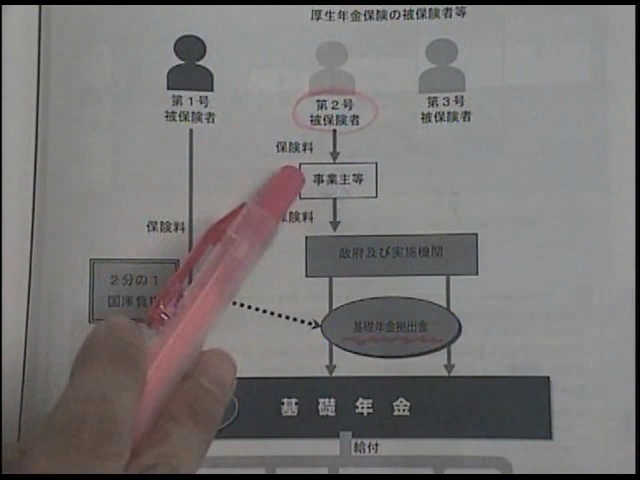 厚生年金保険の被保険者等
第1号
被保険者
第2号
被保険者
第3号
被保険者
保険料
事業主等
保険料
保険料
政府及び実施機関
2分の1
国庫負
基礎年金拠出金
基礎年金
給付